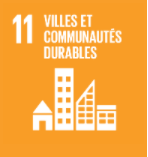 11 VILLES ET
COMMUNAUTÉS
DURABLES